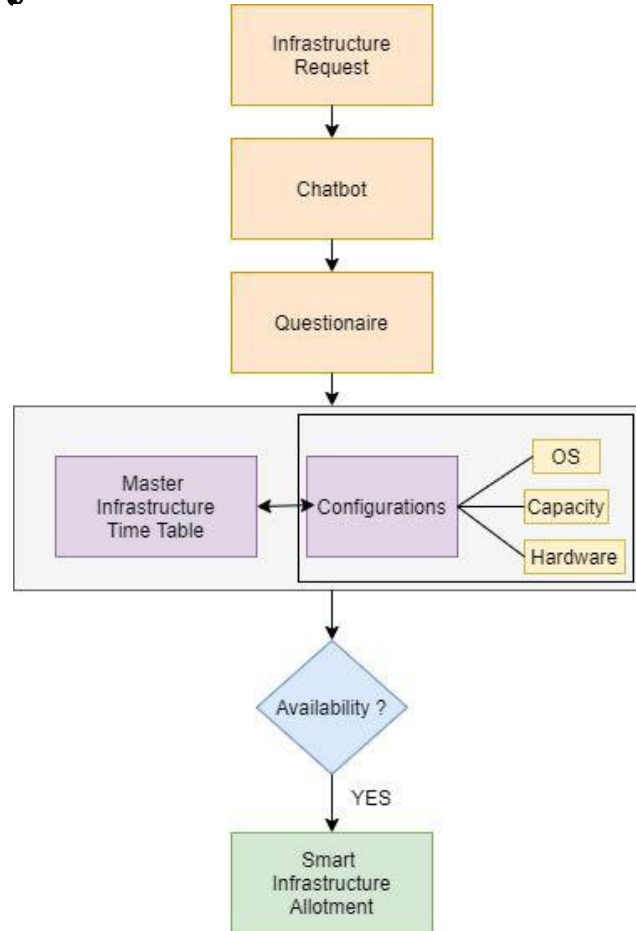 Infrastructure
Request
Chatbot
Questionaire
Master
Infrastructure
Time Table
Configurations
OS
Capacity
Hardware
Availability ?
YES
Smart
Infrastructure
Allotment